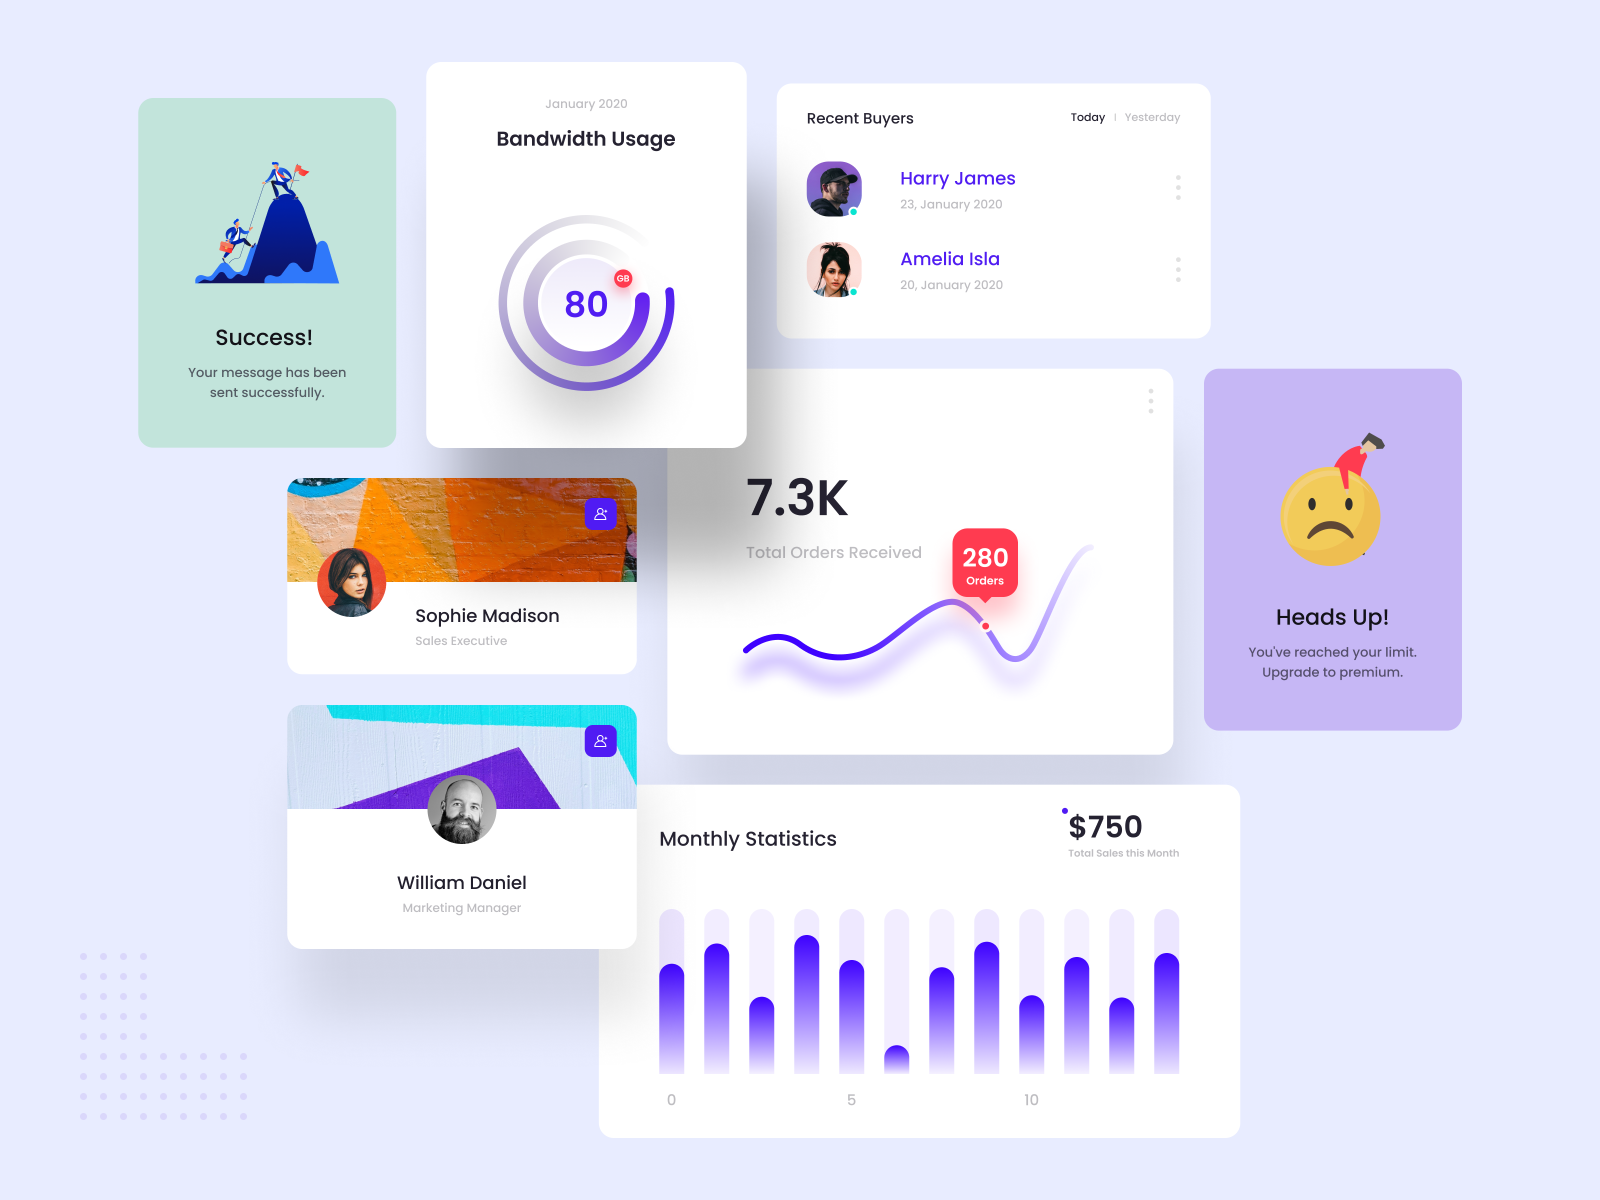 Success!
Your message has been
sent successfully.
January 2020
Bandwidth Usage
GB
80
Recent Buyers
Today | Yesterday
Harry James
23, January 2020
Amelia Isla
20, January 2020
Sophie Madison
Sales Executive
William Daniel
Marketing Manager
7.3K
Total Orders Received
280
Orders
Heads Up!
You've reached your limit.
Upgrade to premium.
Monthly Statistics
$750
Total Sales this Month
0 5 10